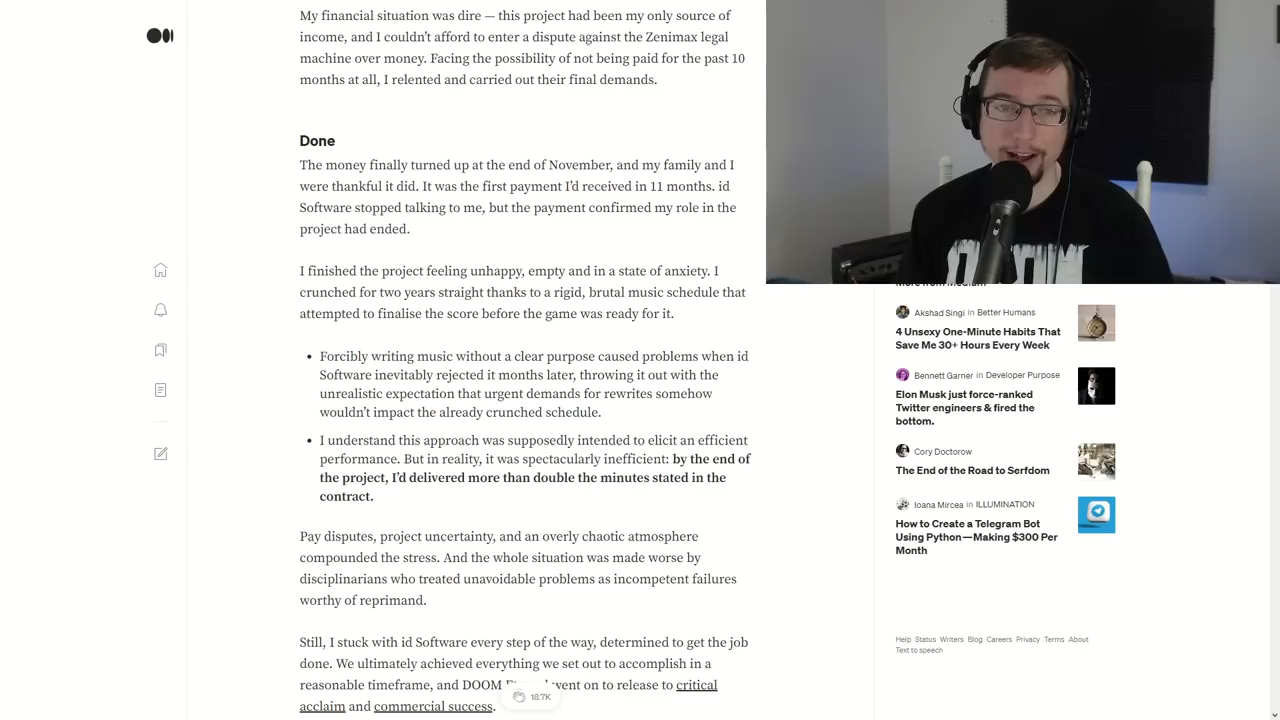 My financial situation was dire — this project had been my only source of
income, and I couldn't afford to enter a dispute against the Zenimax legal
machine over money. Facing the possibility of not being paid for the past 10
months at all, I relented and carried out their final demands.
Done
The money finally turned up at the end of November, and my family and I
were thankful it did. It was the first payment I'd received in 11 months. id
Software stopped talking to me, but the payment confirmed my role in the
project had ended.
I finished the project feeling unhappy, empty and in a state of anxiety. I
crunched for two years straight thanks to a rigid, brutal music schedule that
attempted to finalise the score before the game was ready for it.
• Forcibly writing music without a clear purpose caused problems when id
Software inevitably rejected it months later, throwing it out with the
unrealistic expectation that urgent demands for rewrites somehow
wouldn't impact the already crunched schedule.
• I understand this approach was supposedly intended to elicit an efficient
performance. But in reality, it was spectacularly inefficient: by the end of
the project, I'd delivered more than double the minutes stated in the
contract.
Pay disputes, project uncertainty, and an overly chaotic atmosphere
compounded the stress. And the whole situation was made worse by
disciplinarians who treated unavoidable problems as incompetent failures
worthy of reprimand.
Still, I stuck with id Software every step of the way, determined to get the job
done. We ultimately achieved everything we set out to accomplish in a
reasonable timeframe, and DOOM went on to release to critical
acclaim and commercial success.
18.7K
More from Medium
Akshad Singi in Better Humans
4 Unsexy One-Minute Habits That
Save Me 30+ Hours Every Week
Bennett Garner in Developer Purpose
Elon Musk just force-ranked
Twitter engineers & fired the
bottom.
Cory Doctorow
The End of the Road to Serfdom
Ioana Mircea in ILLUMINATION
How to Create a Telegram Bot
Using Python—Making $300 Per
Month
Help Status Writers Blog Careers Privacy Terms About
Text to speech